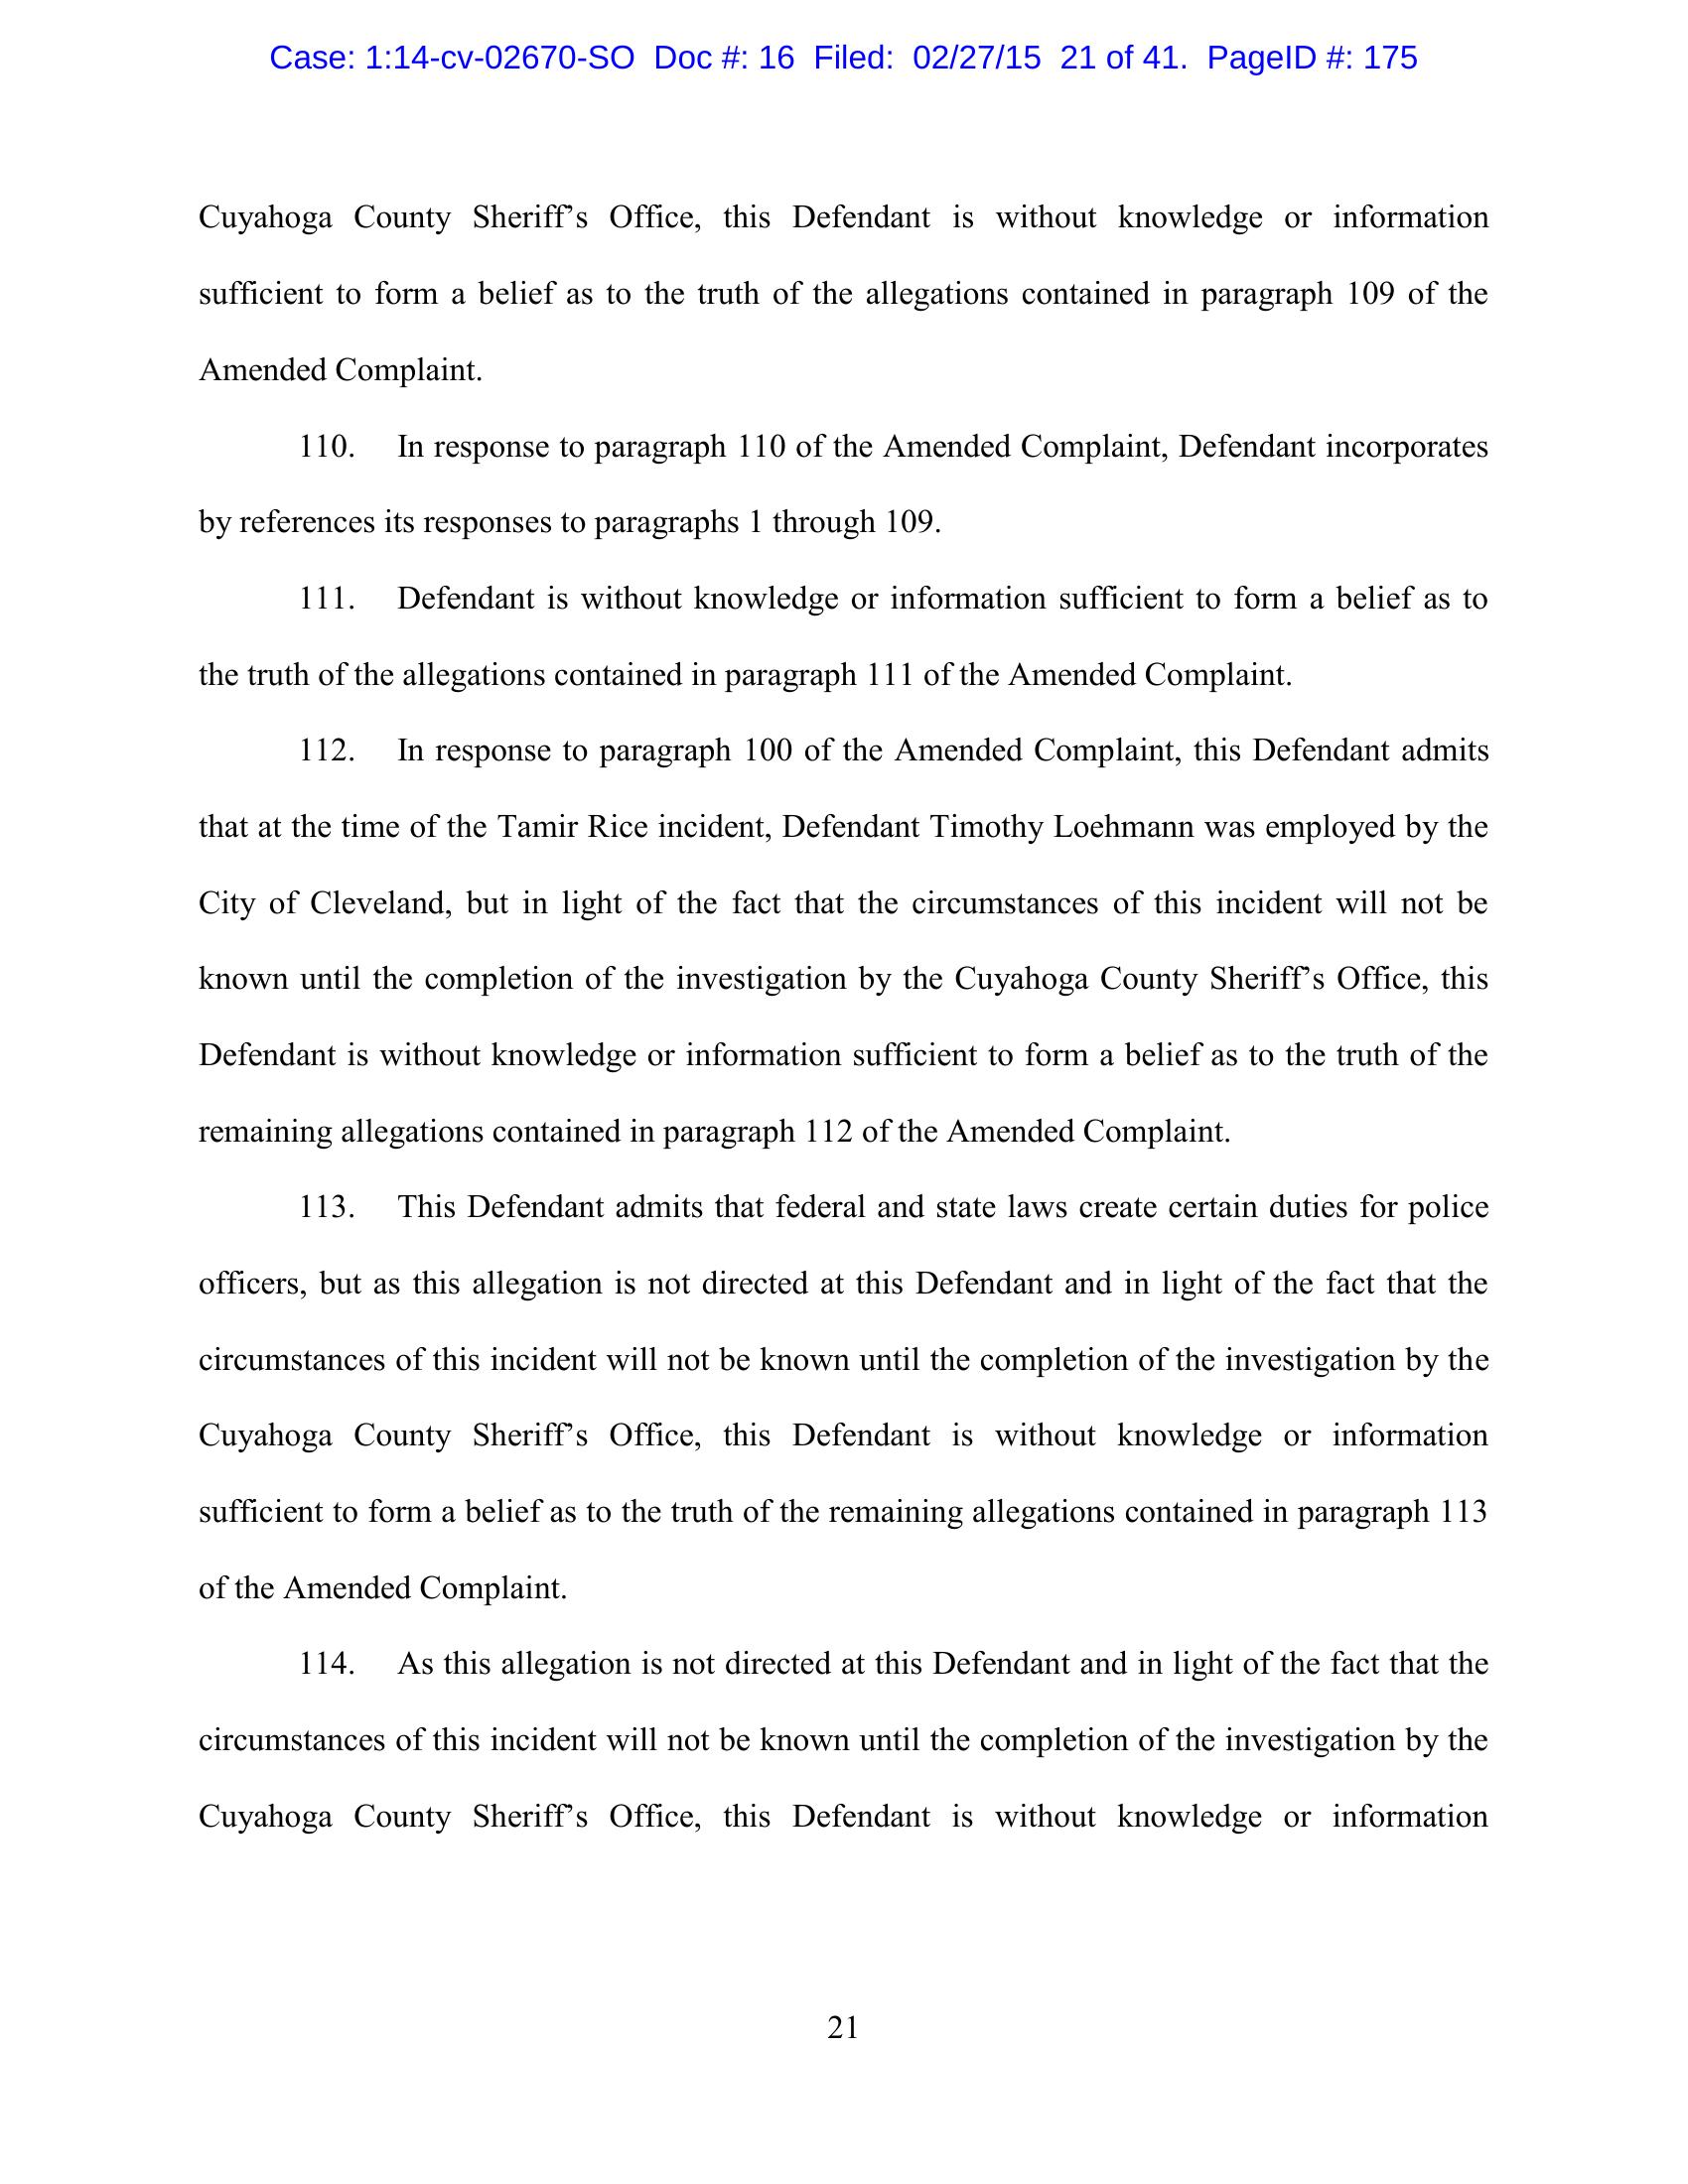 Case: 1:14-cv-02670-SO Doc #: 16 Filed: 02/27/15 21 of 41. PageID #: 175
Cuyahoga County Sheriff’s Office, this Defendant is without knowledge or information
sufficient to form a belief as to the truth of the allegations contained in paragraph 109 of the
Amended Complaint.
110. In response to paragraph 110 of the Amended Complaint, Defendant incorporates
by references its responses to paragraphs 1 through 109.
111. Defendant is without knowledge or information sufficient to form a belief as to
the truth of the allegations contained in paragraph 111 of the Amended Complaint.
112. In response to paragraph 100 of the Amended Complaint, this Defendant admits
that at the time of the Tamir Rice incident, Defendant Timothy Loehmann was employed by the
City of Cleveland, but in light of the fact that the circumstances of this incident will not be
known until the completion of the investigation by the Cuyahoga County Sheriff’s Office, this
Defendant is without knowledge or information sufficient to form a belief as to the truth of the
remaining allegations contained in paragraph 112 of the Amended Complaint.
113. This Defendant admits that federal and state laws create certain duties for police
officers, but as this allegation is not directed at this Defendant and in light of the fact that the
circumstances of this incident will not be known until the completion of the investigation by the
Cuyahoga County Sheriff’s Office, this Defendant is without knowledge or information
sufficient to form a belief as to the truth of the remaining allegations contained in paragraph 113
of the Amended Complaint.
114. As this allegation is not directed at this Defendant and in light of the fact that the
circumstances of this incident will not be known until the completion of the investigation by the
Cuyahoga County Sheriff’s Office, this Defendant is without knowledge or information
21